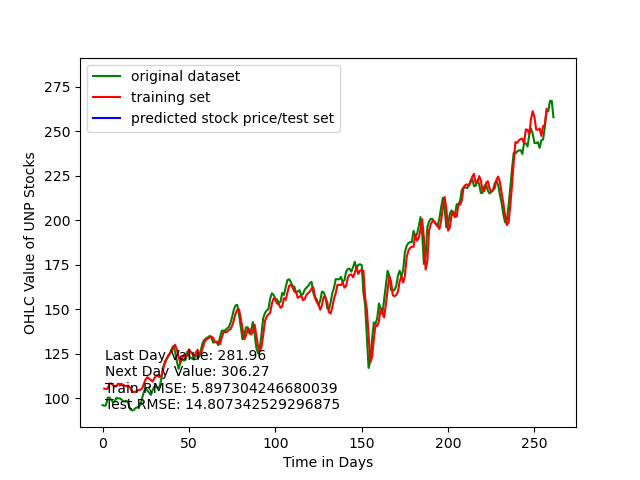 original dataset
training set
predicted stock price/test set
OHLC Value of UNP Stocks
275
250
225
200
175
150
125
100
Last Day Value: 281.96
Next Day Value: 306.27
Train RMSE: 5.897304246680039
Test RMSE: 14.807342529296875
0 50 100 150 200 250
Time in Days